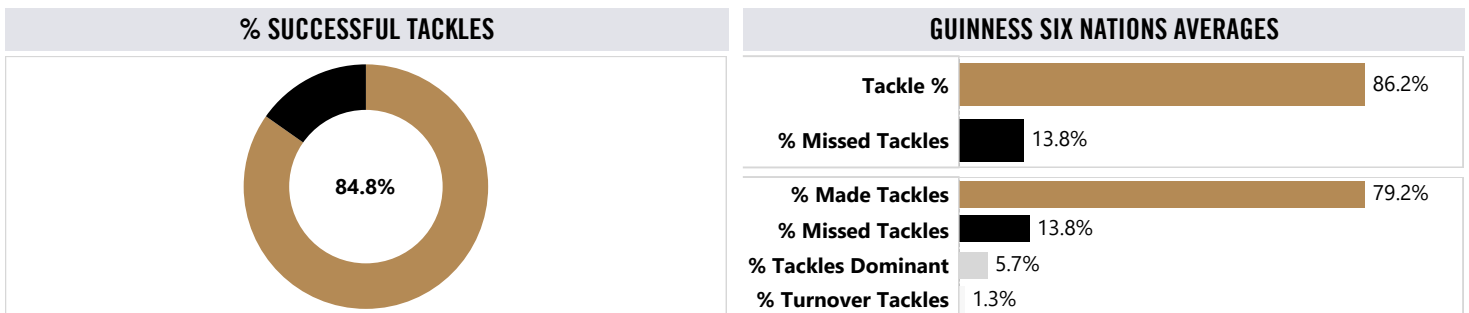 % SUCCESSFUL TACKLES
84.8%
GUINNESS SIX NATIONS AVERAGES
Tackle % 86.2%
% Missed Tackles 13.8%
% Made Tackles 79.2%
% Missed Tackles 13.8%
% Tackles Dominant 5.7%
% Turnover Tackles 1.3%